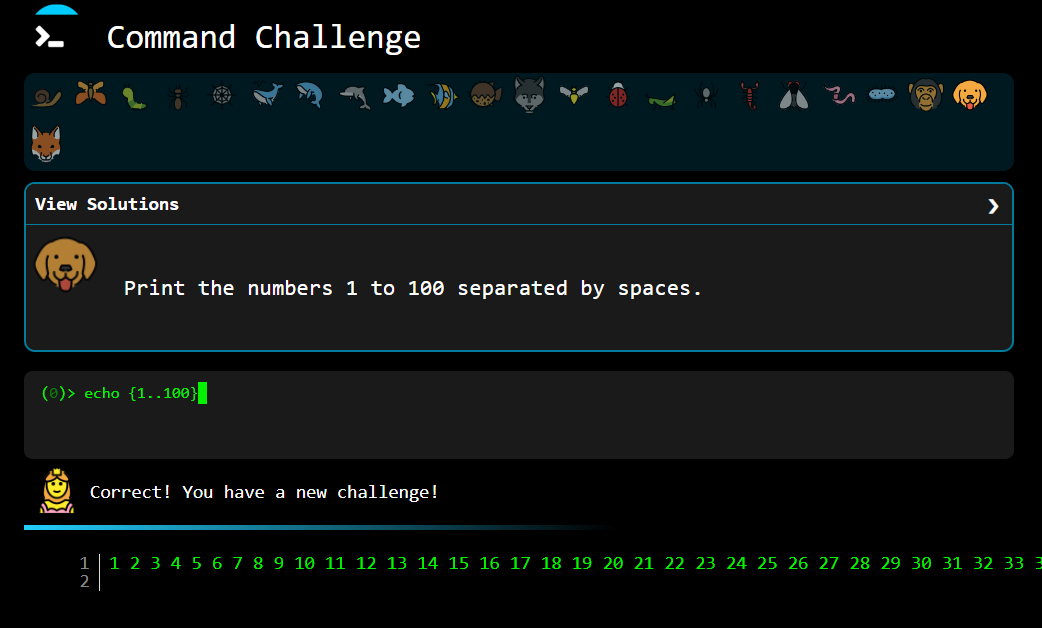 Command Challenge
View Solutions
Print the numbers 1 to 100 separated by spaces.
(0)> echo {1..100}
Correct! You have a new challenge!
1 1 2 3 4 5 6 7 8 9 10 11 12 13 14 15 16 17 18 19 20 21 22 23 24 25 26 27 28 29 30 31 32 33 3
2